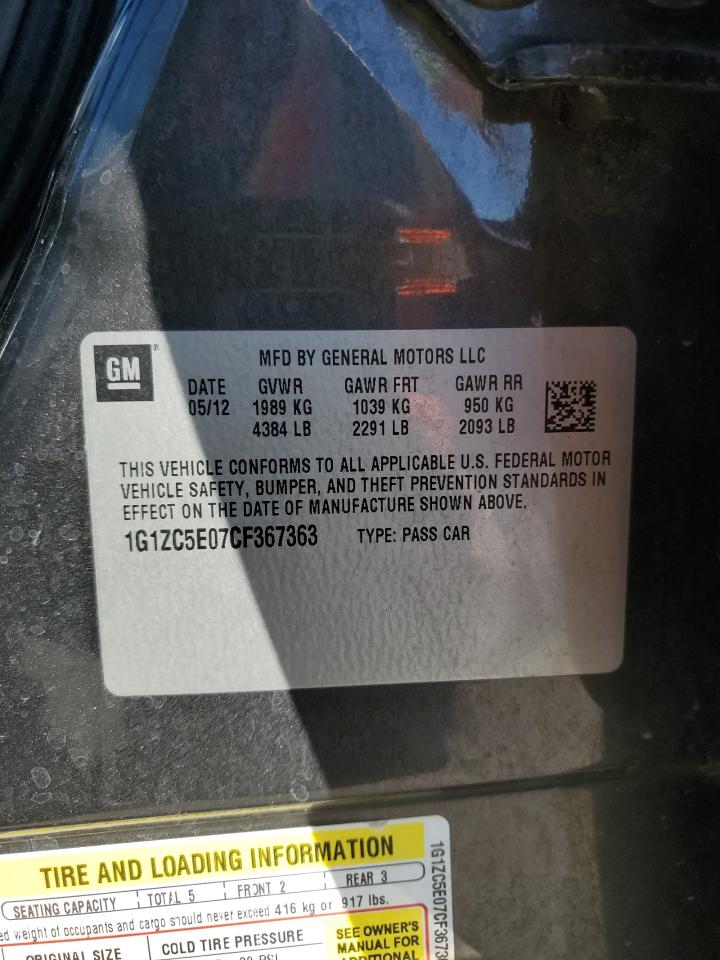 GM®
MFD BY GENERAL MOTORS LLC
DATE GVWR GAWR FRT GAWR RR
05/12 1989 KG 1039 KG 950 KG
4384 LB 2291 LB 2093 LB
THIS VEHICLE CONFORMS TO ALL APPLICABLE U.S. FEDERAL MOTOR
VEHICLE SAFETY, BUMPER, AND THEFT PREVENTION STANDARDS IN
EFFECT ON THE DATE OF MANUFACTURE SHOWN ABOVE.
1G1ZC5E07CF367363 TYPE: PASS CAR
TIRE AND LOADING INFORMATION
SEATING CAPACITY TOTAL 5 FRONT 2 REAR 3
weight of occupants and cargo should never exceed 416 kg or 917 lbs.
ORIGINAL SIZE COLD TIRE PRESSURE
SEE OWNER'S
MANUAL FOR
ADDITIONAL
1G1ZC5E07CF3673